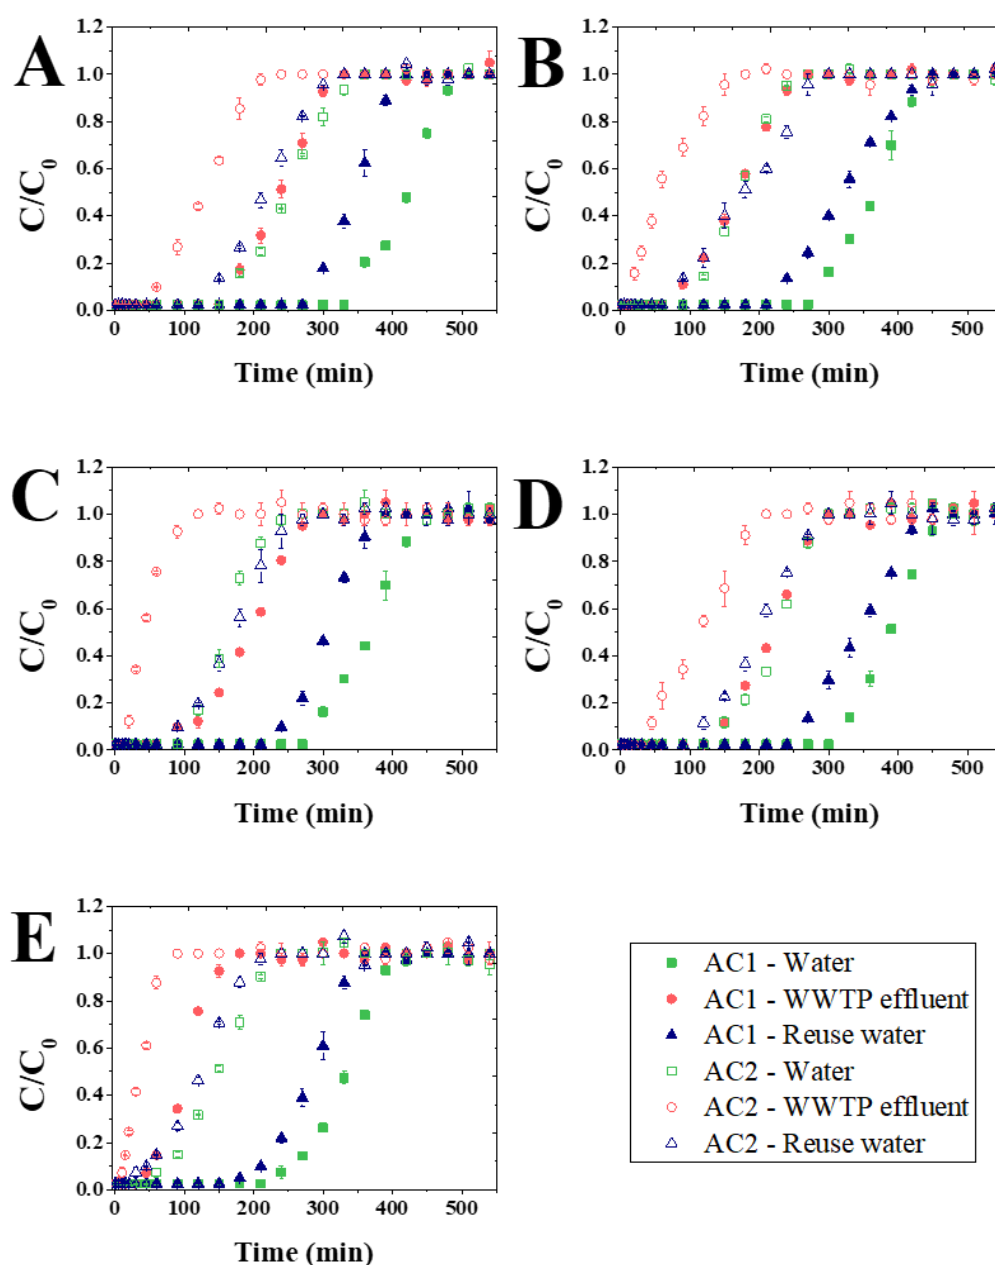 A
C/C0
1.2
1.0
0.8
0.6
0.4
0.2
0.0
0 100 200 300 400 500
Time (min)
B
C/C0
1.2
1.0
0.8
0.6
0.4
0.2
0.0
0 100 200 300 400 500
Time (min)
C
C/C0
1.2
1.0
0.8
0.6
0.4
0.2
0.0
0 100 200 300 400 500
Time (min)
D
C/C0
1.2
1.0
0.8
0.6
0.4
0.2
0.0
0 100 200 300 400 500
Time (min)
E
C/C0
1.2
1.0
0.8
0.6
0.4
0.2
0.0
0 100 200 300 400 500
Time (min)
AC1 - Water
AC1 - WWTP effluent
AC1 - Reuse water
AC2 - Water
AC2 - WWTP effluent
AC2 - Reuse water